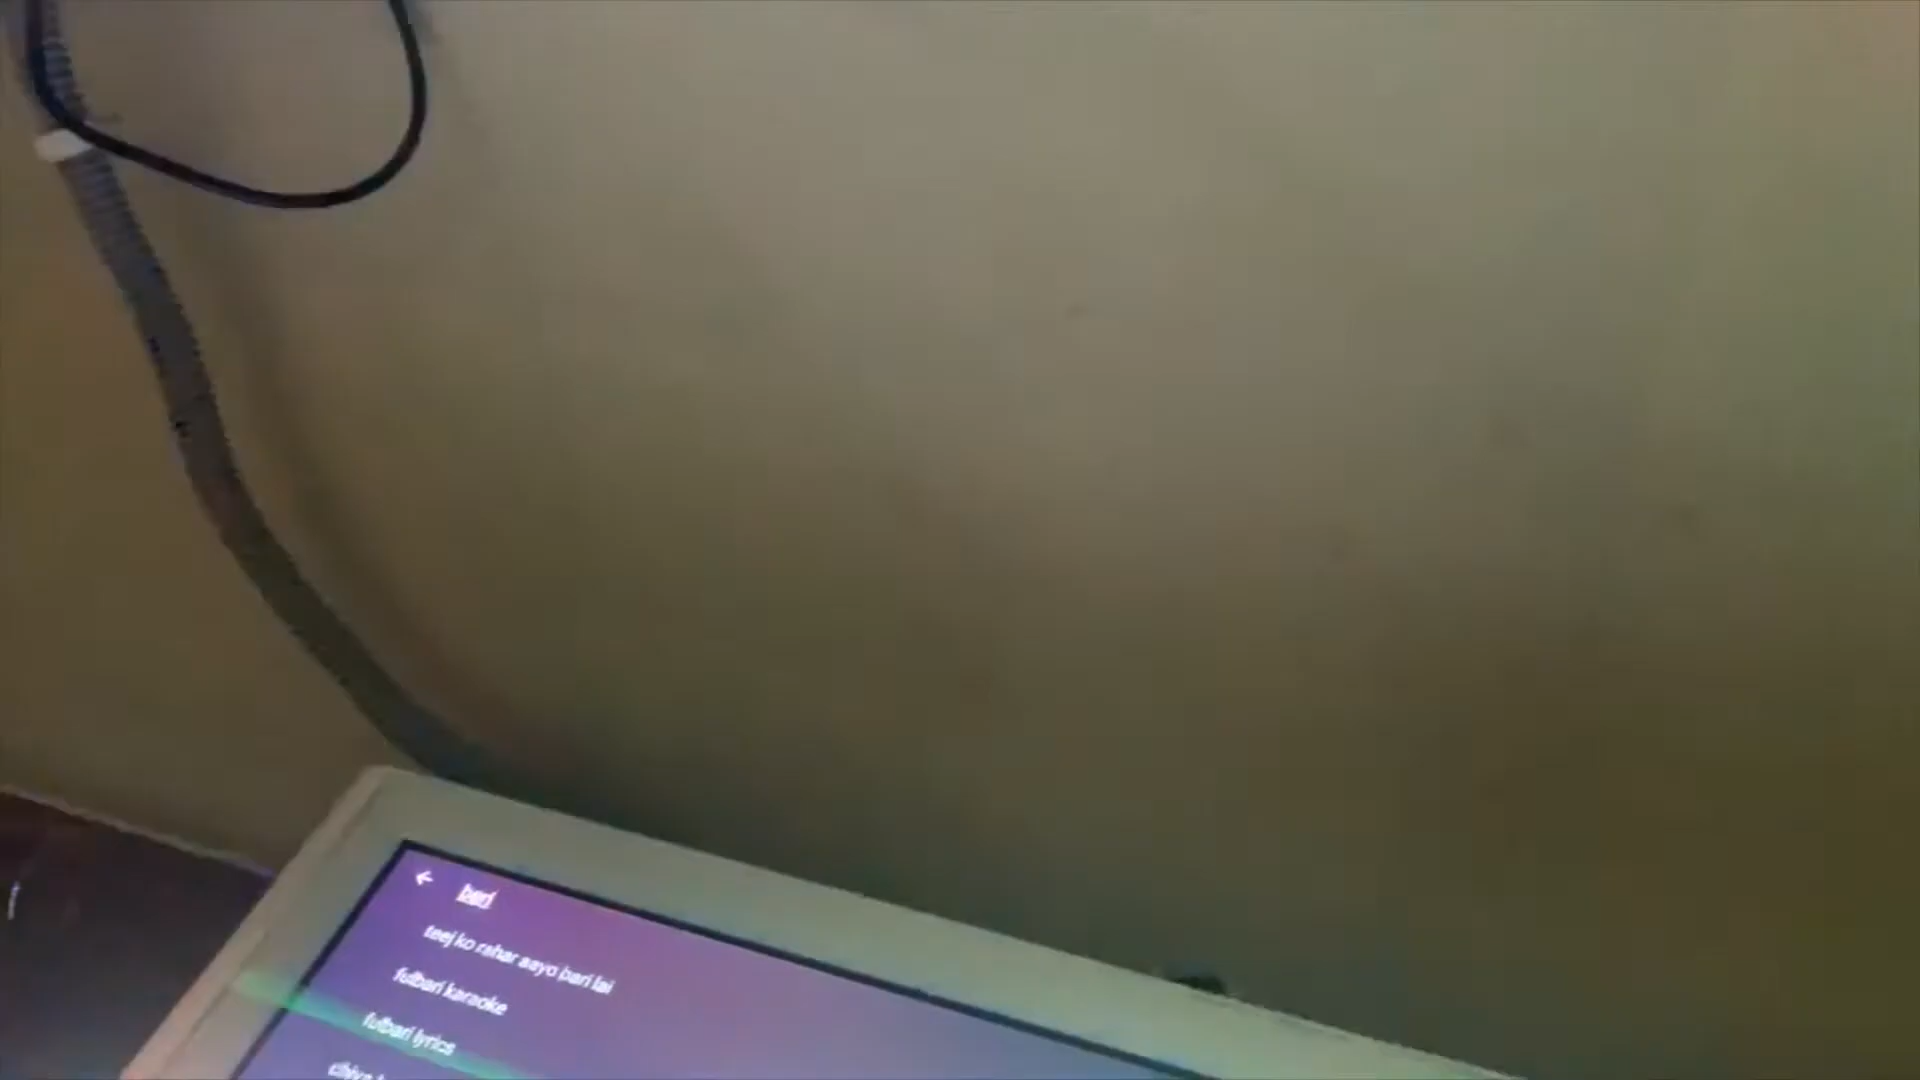 bari
teej ko rahar aayo bari lai
fulbari karaoke
fulbari lyrics